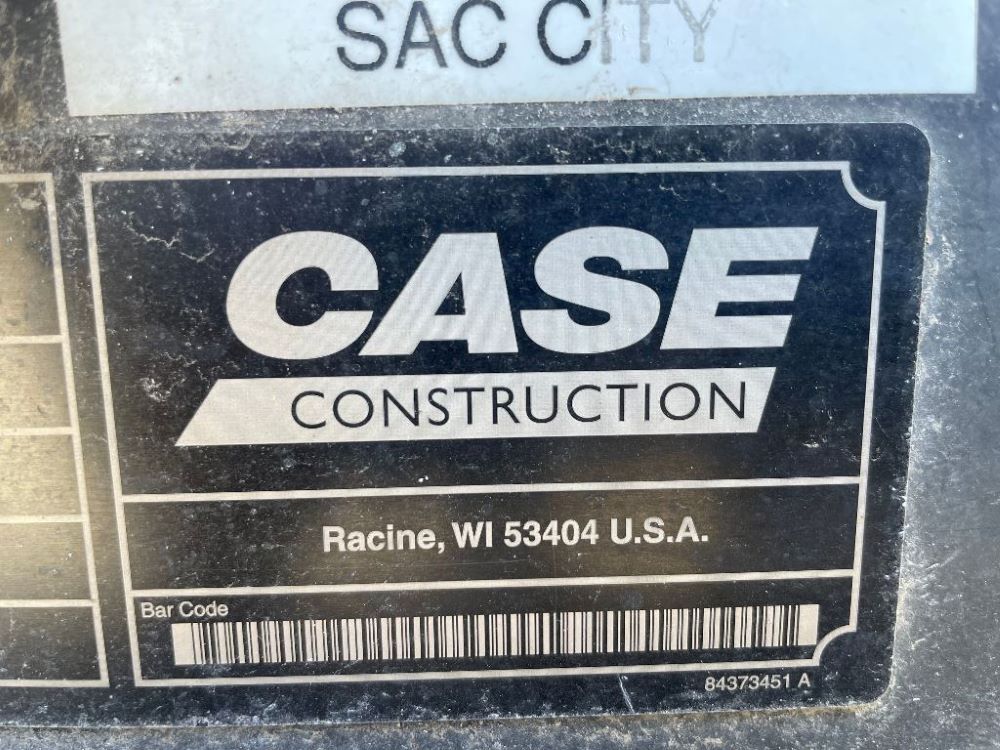 SAC CITY
CASE
CONSTRUCTION
Racine, WI 53404 U.S.A.
Bar Code
84373451 A